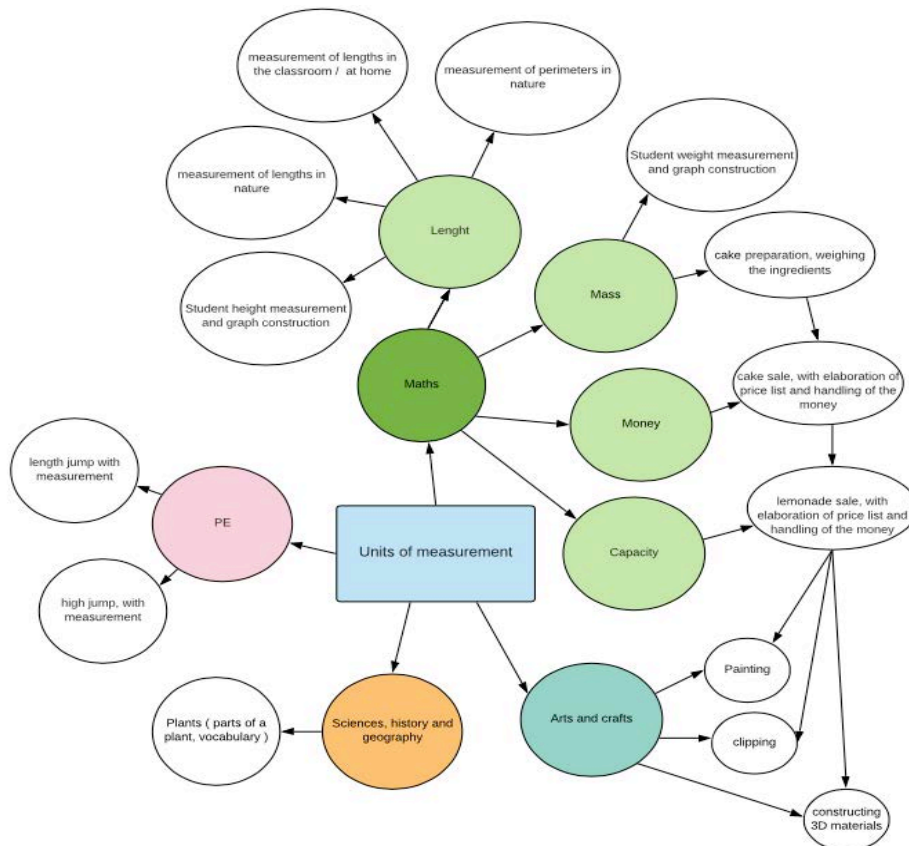 measurement of lengths in
the classroom /  at home
measurement of perimeters in
nature
Student weight measurement
and graph construction
measurement of lengths in
nature
Lenght
cake preparation, weighing
the ingredients
Mass
Student height measurement
and graph construction
Maths
cake sale, with elaboration of
price list and handling of the
money
Money
length jump with
measurement
PE
lemonade sale, with
elaboration of price list and
handling of the money
Units of measurement
Capacity
high jump, with
measurement
Painting
Plants ( parts of a
plant, vocabulary )
Sciences, history and
geography
Arts and crafts
clipping
constructing
3D materials